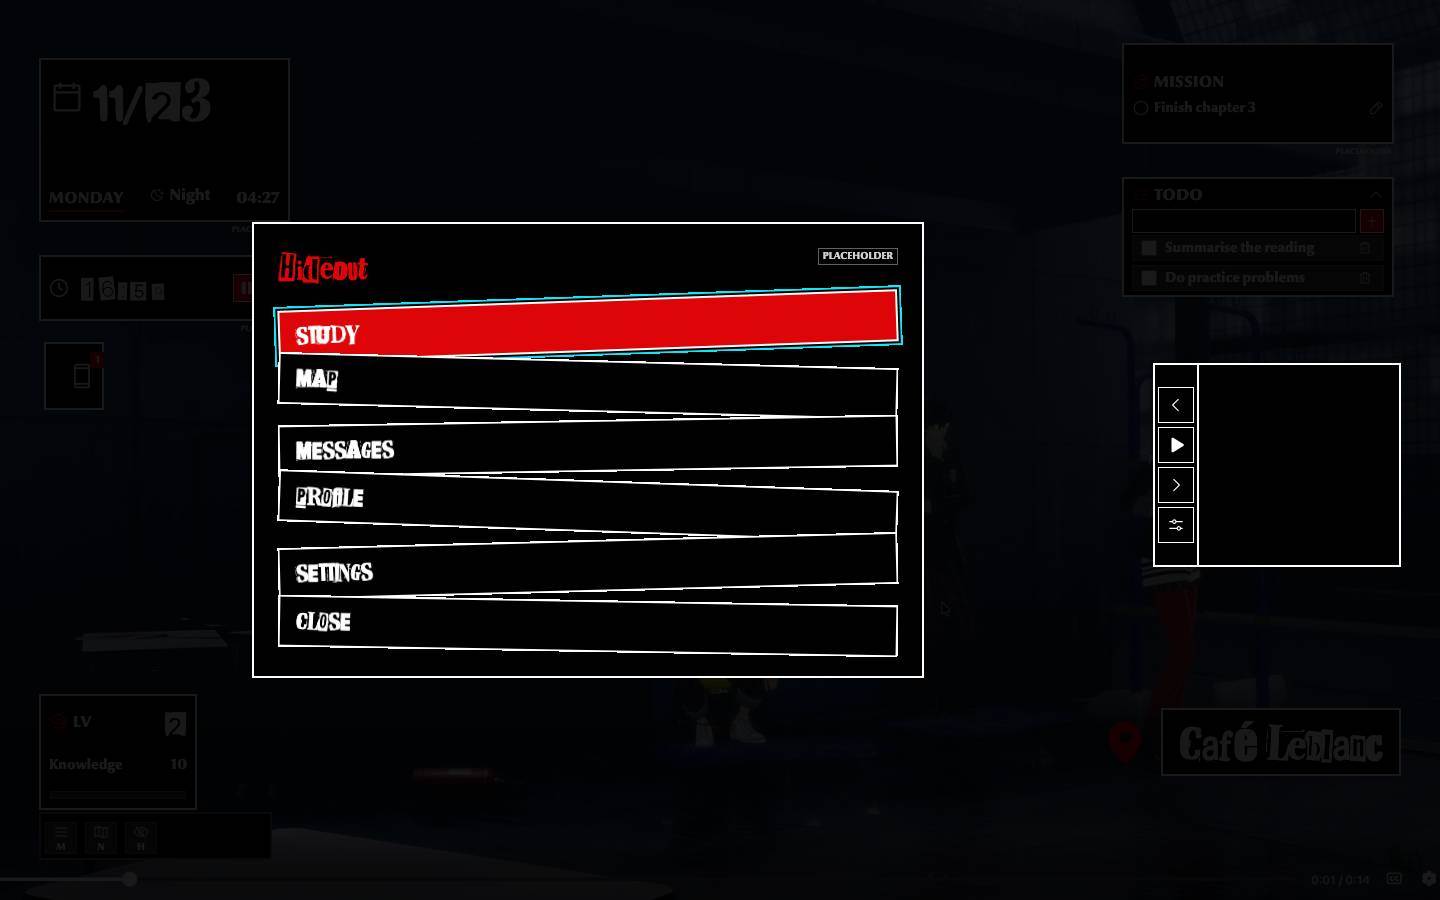 11/23
MONDAY
Night
04:27
MISSION
Finish chapter 3
PLACEHOLDER
TODO
Summarise the reading
Do practice problems
Hideout
PLACEHOLDER
STUDY
MAP
MESSAGES
PROFILE
SETTINGS
CLOSE
LV 2
Knowledge 10
M N H
Café Leblanc
0:01 / 0:14